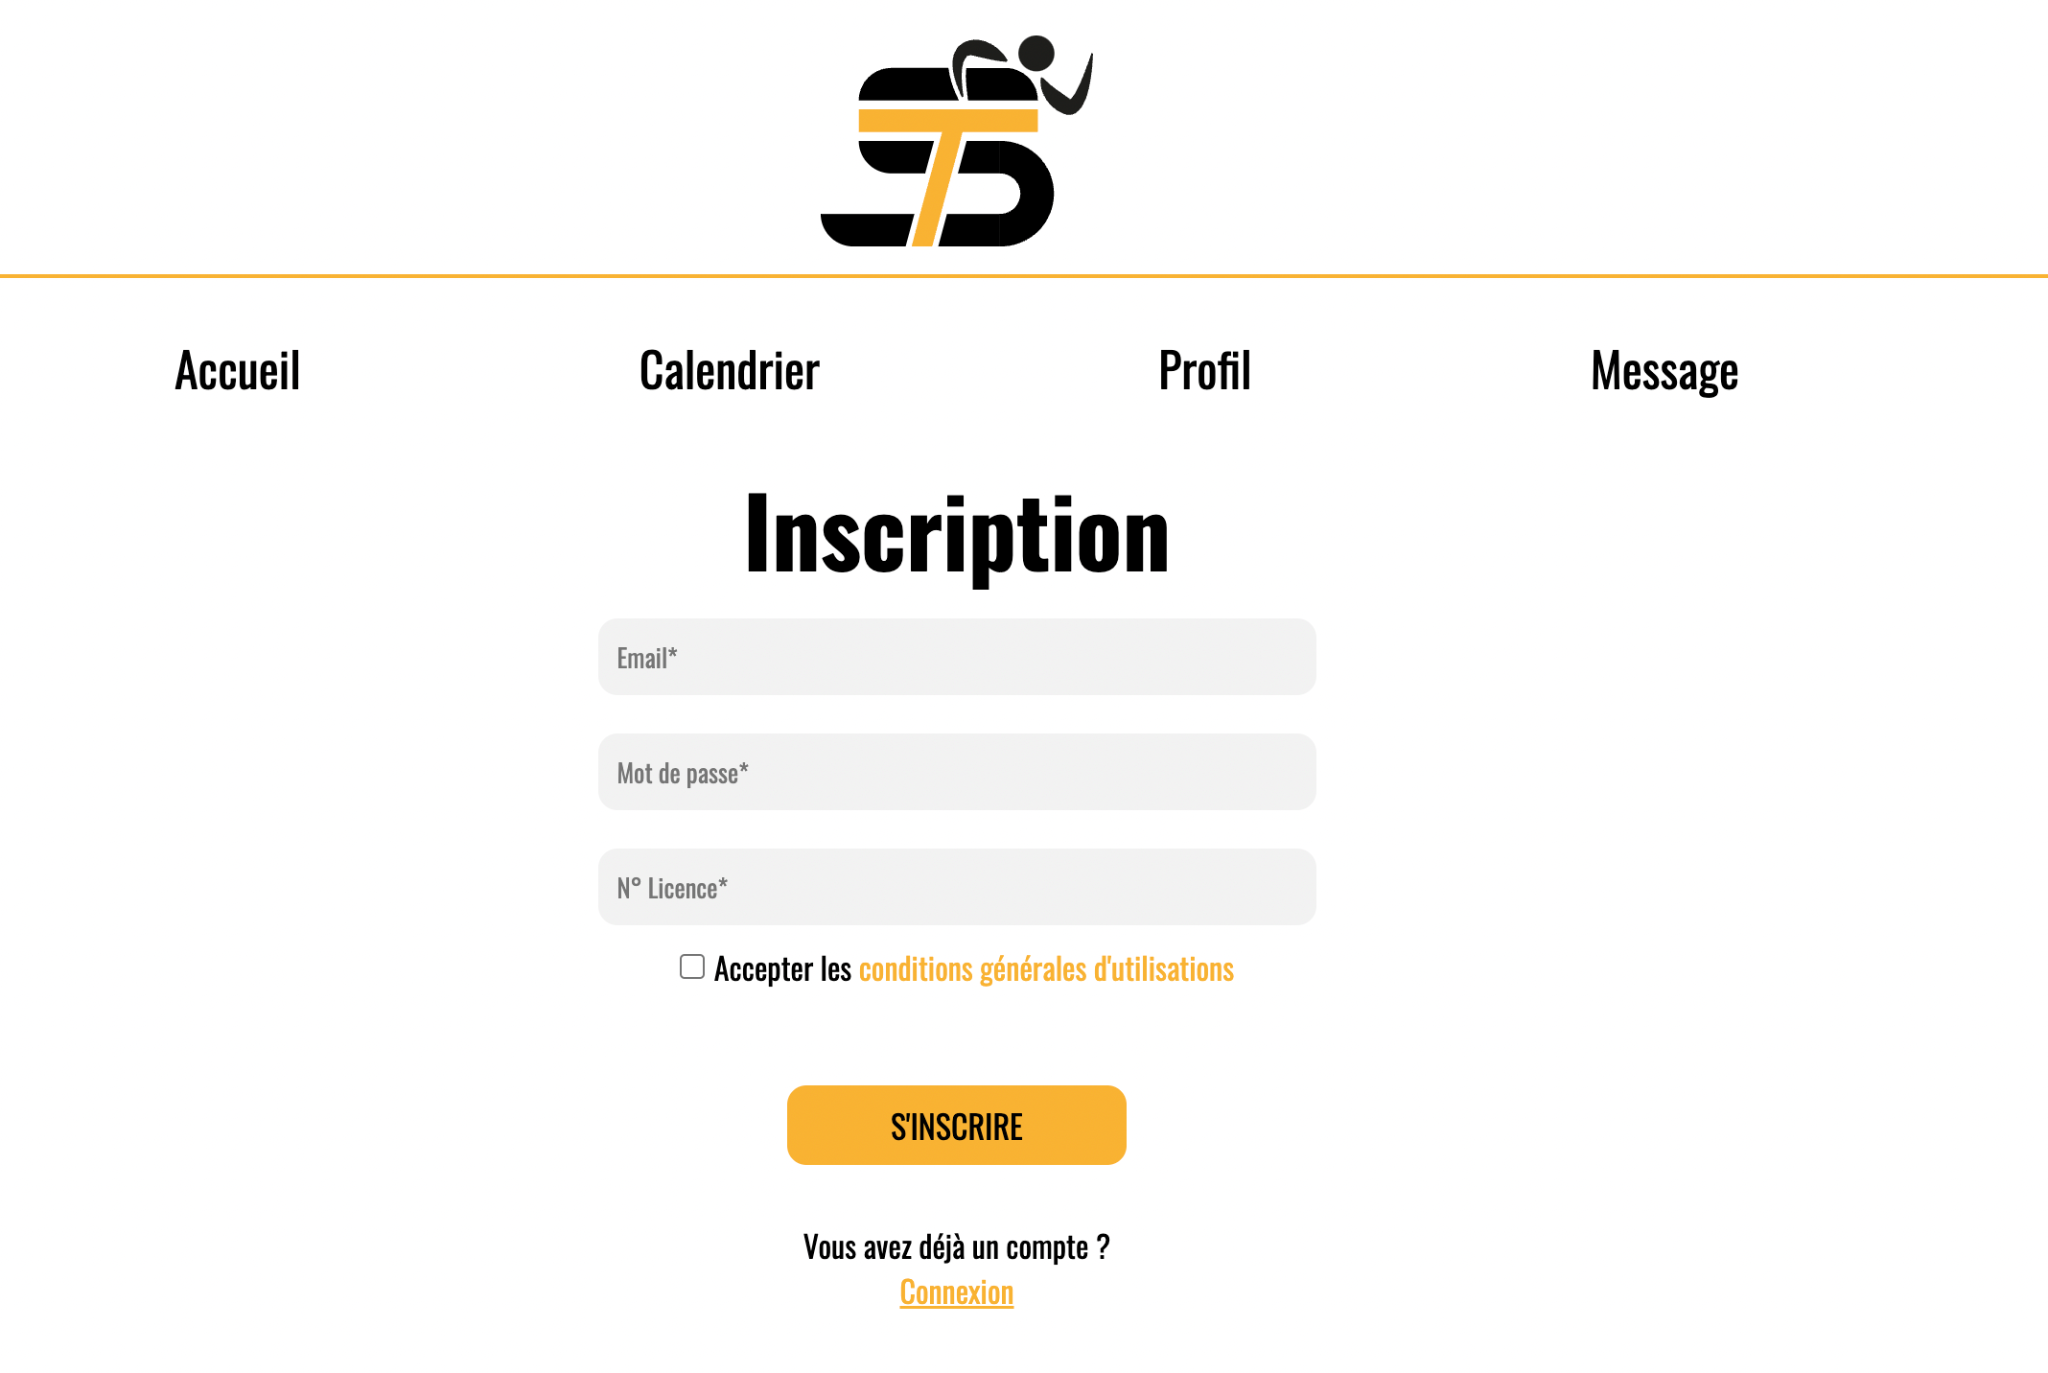 STS
Accueil Calendrier Profil Message
Inscription
Email*
Mot de passe*
N° Licence*
Accepter les conditions générales d'utilisations
S'INSCRIRE
Vous avez déjà un compte ?
Connexion